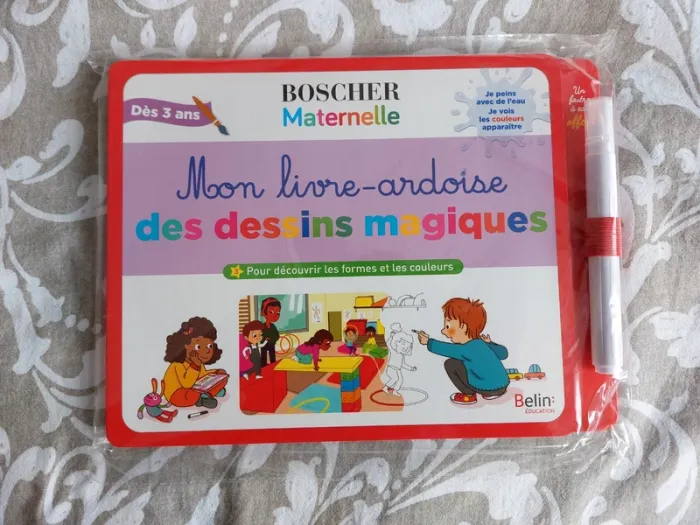 BOSCHER
Maternelle
Dès 3 ans
Je peins
avec de l'eau
Je vois
les couleurs
apparaître
Un
Mon livre-ardoise
des dessins magiques
Pour découvrir les formes et les couleurs
Belin:
ÉDUCATION